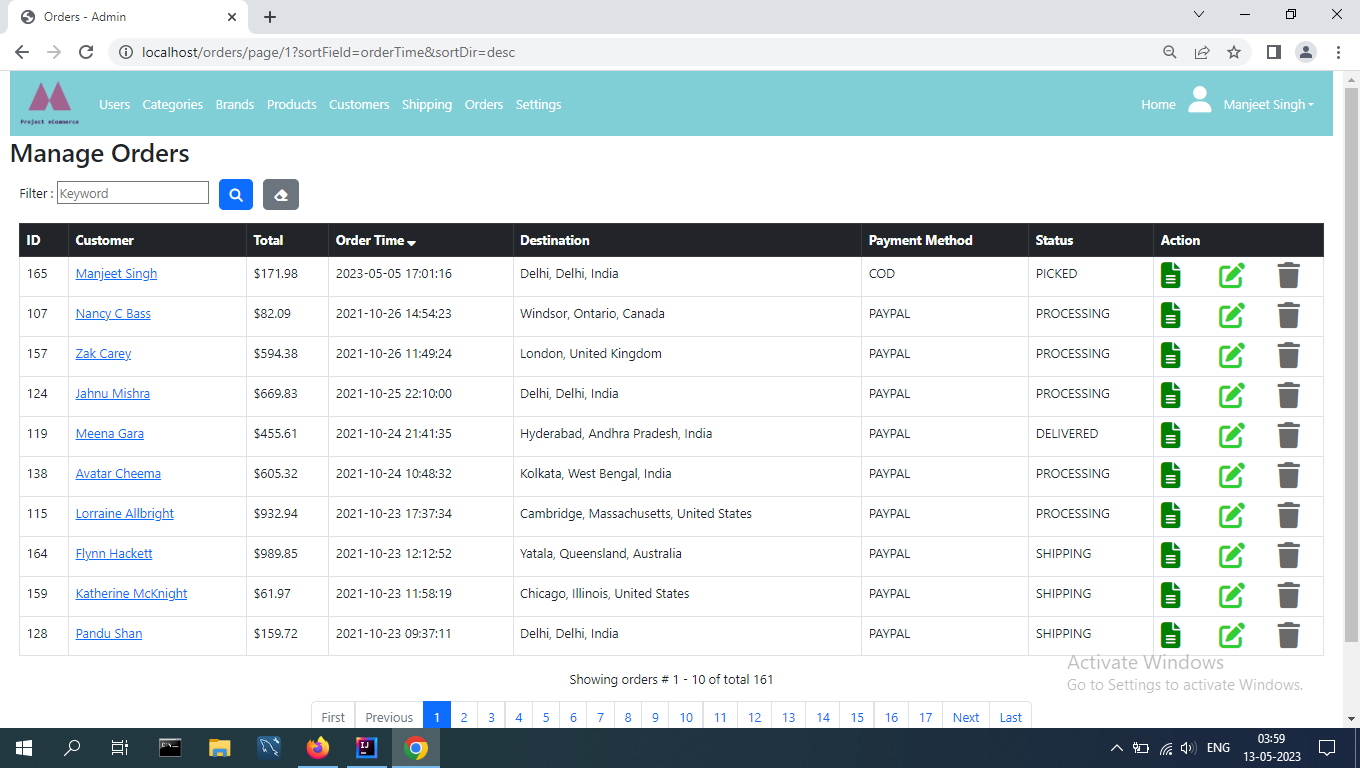 Orders - Admin
localhost/orders/page/1?sortField=orderTime&sortDir=desc
Project eCommerce
Users Categories Brands Products Customers Shipping Orders Settings Home Manjeet Singh
Manage Orders
Filter : Keyword
ID Customer Total Order Time Destination Payment Method Status Action
165 Manjeet Singh $171.98 2023-05-05 17:01:16 Delhi, Delhi, India COD PICKED
107 Nancy C Bass $82.09 2021-10-26 14:54:23 Windsor, Ontario, Canada PAYPAL PROCESSING
157 Zak Carey $594.38 2021-10-26 11:49:24 London, United Kingdom PAYPAL PROCESSING
124 Jahnu Mishra $669.83 2021-10-25 22:10:00 Delhi, Delhi, India PAYPAL PROCESSING
119 Meena Gara $455.61 2021-10-24 21:41:35 Hyderabad, Andhra Pradesh, India PAYPAL DELIVERED
138 Avatar Cheema $605.32 2021-10-24 10:48:32 Kolkata, West Bengal, India PAYPAL PROCESSING
115 Lorraine Allbright $932.94 2021-10-23 17:37:34 Cambridge, Massachusetts, United States PAYPAL PROCESSING
164 Flynn Hackett $989.85 2021-10-23 12:12:52 Yatala, Queensland, Australia PAYPAL SHIPPING
159 Katherine McKnight $61.97 2021-10-23 11:58:19 Chicago, Illinois, United States PAYPAL SHIPPING
128 Pandu Shan $159.72 2021-10-23 09:37:11 Delhi, Delhi, India PAYPAL SHIPPING
Activate Windows
Go to Settings to activate Windows.
Showing orders # 1 - 10 of total 161
First Previous 1 2 3 4 5 6 7 8 9 10 11 12 13 14 15 16 17 Next Last
ENG
03:59
13-05-2023